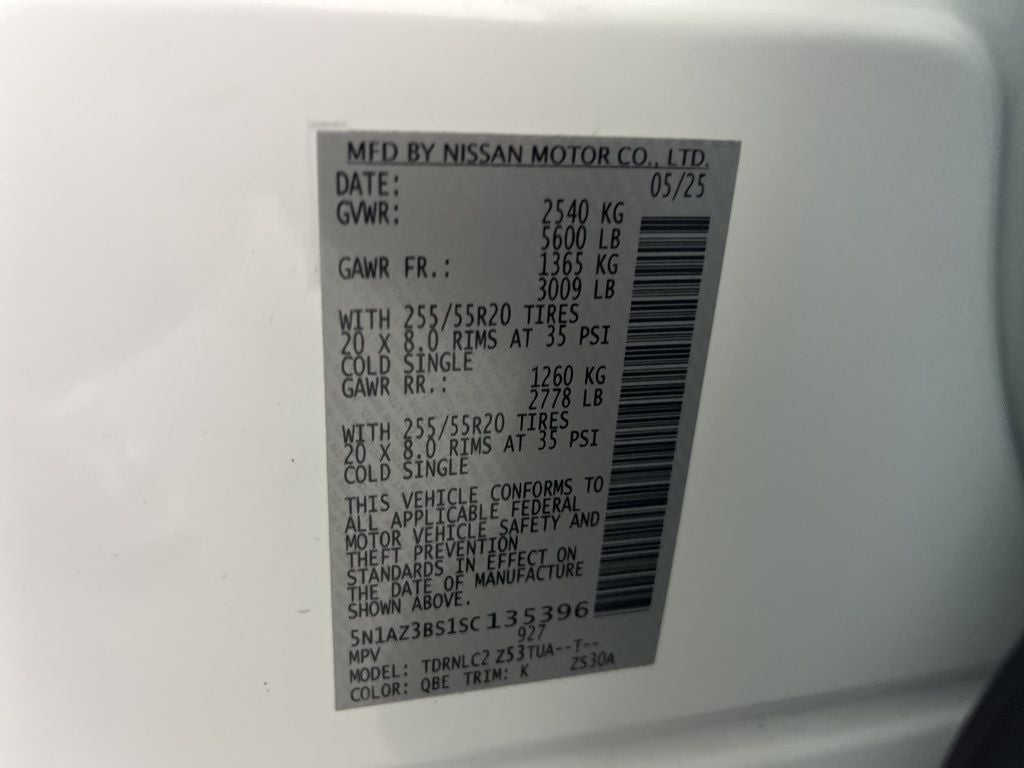 MFD BY NISSAN MOTOR CO., LTD.
DATE: 05/25
GVWR: 2540 KG
5600 LB
GAWR FR.: 1365 KG
3009 LB
WITH 255/55R20 TIRES
20 X 8.0 RIMS AT 35 PSI
COLD SINGLE
GAWR RR.: 1260 KG
2778 LB
WITH 255/55R20 TIRES
20 X 8.0 RIMS AT 35 PSI
COLD SINGLE
THIS VEHICLE CONFORMS TO
ALL APPLICABLE FEDERAL
MOTOR VEHICLE SAFETY AND
THEFT PREVENTION
STANDARDS IN EFFECT ON
THE DATE OF MANUFACTURE
SHOWN ABOVE.
5N1AZ3BS1SC135396
MPV 927
MODEL: TDRNLC2 Z53TUA--T--
COLOR: QBE TRIM: K ZS30A